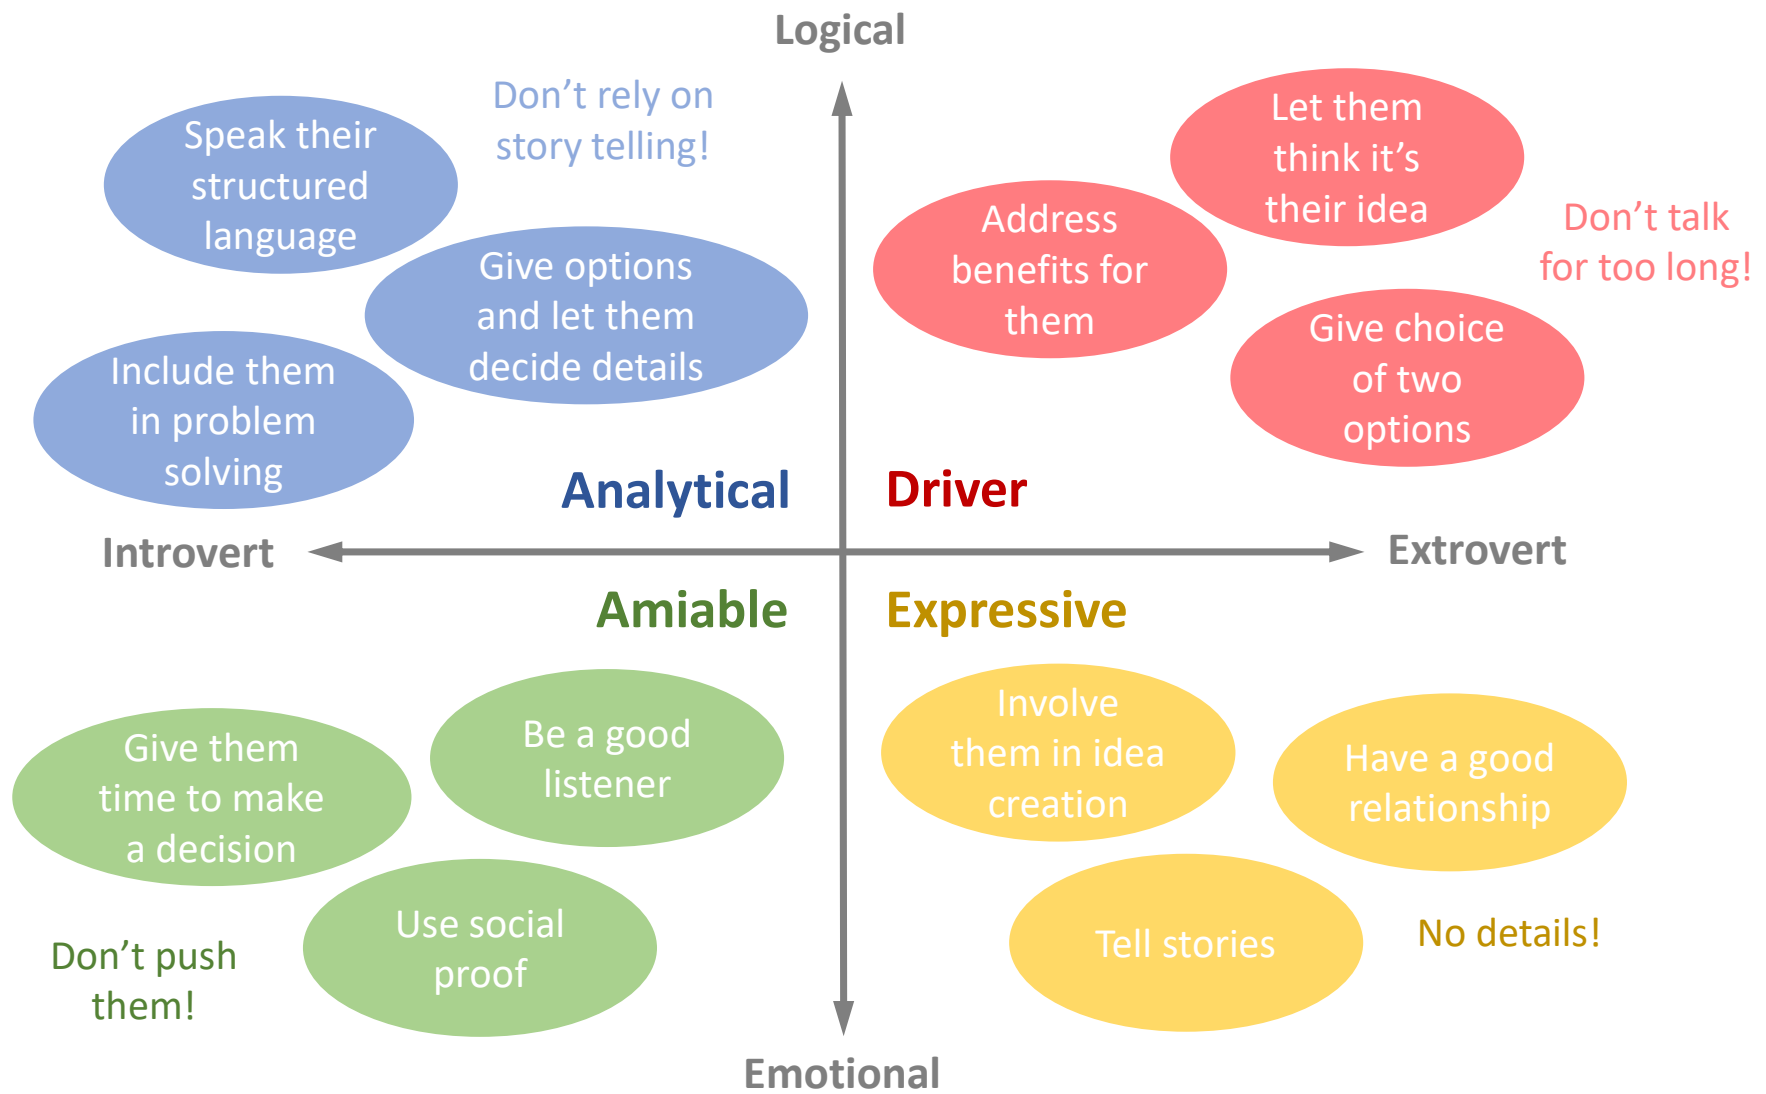 Logical
Don’t rely on
story telling!
Speak their
structured
language
Give options
and let them
decide details
Include them
in problem
solving
Analytical
Let them
think it’s
their idea
Address
benefits for
them
Don’t talk
for too long!
Give choice
of two
options
Driver
Introvert
Extrovert
Amiable
Be a good
listener
Give them
time to make
a decision
Use social
proof
Don’t push
them!
Expressive
Involve
them in idea
creation
Have a good
relationship
Tell stories
No details!
Emotional